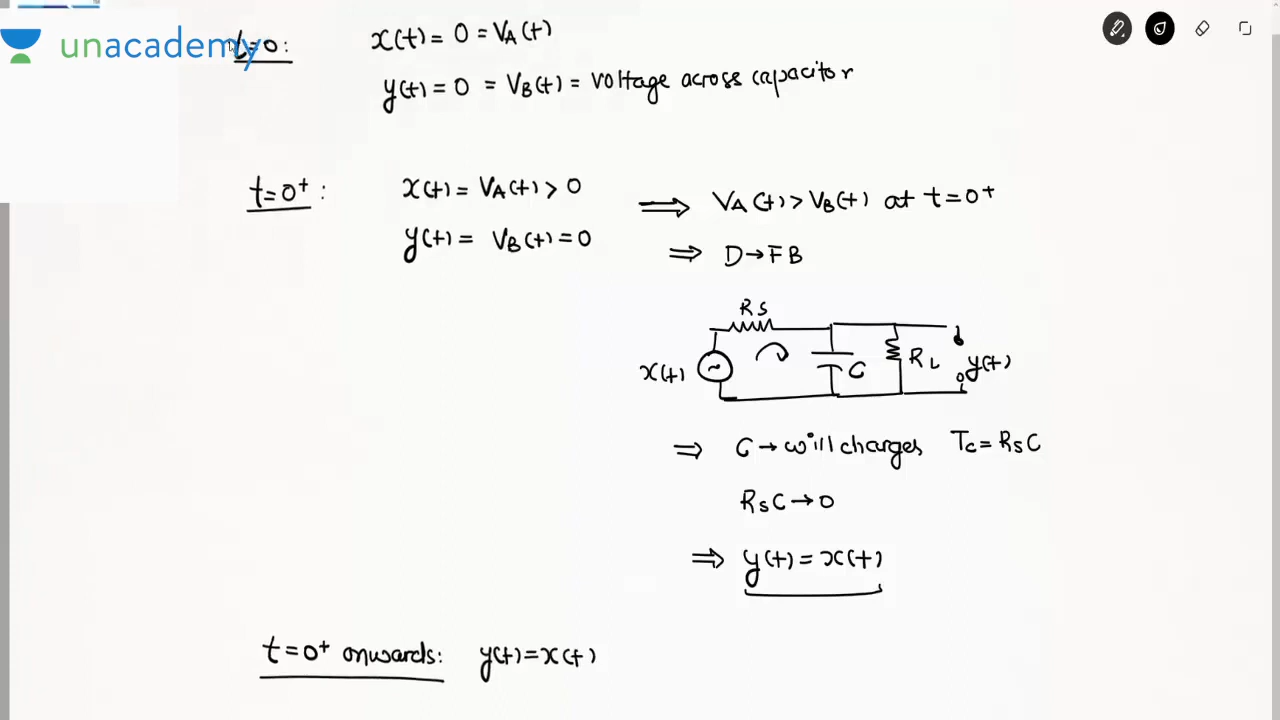 unacademy
t=0:
x(t) = 0 = VA(t)
y(t) = 0 = VB(t) = voltage across capacitor
t=0+ :
x(t) = VA(t) > 0
y(t) = VB(t) = 0
⟹ VA(t) > VB(t) at t=0+
⇒ D→FB
Rs
x(t)
~
C
RL
y(t)
⇒ C→will charges Tc = RsC
RsC→0
⇒ y(t) = x(t)
t=0+ onwards: y(t) = x(t)